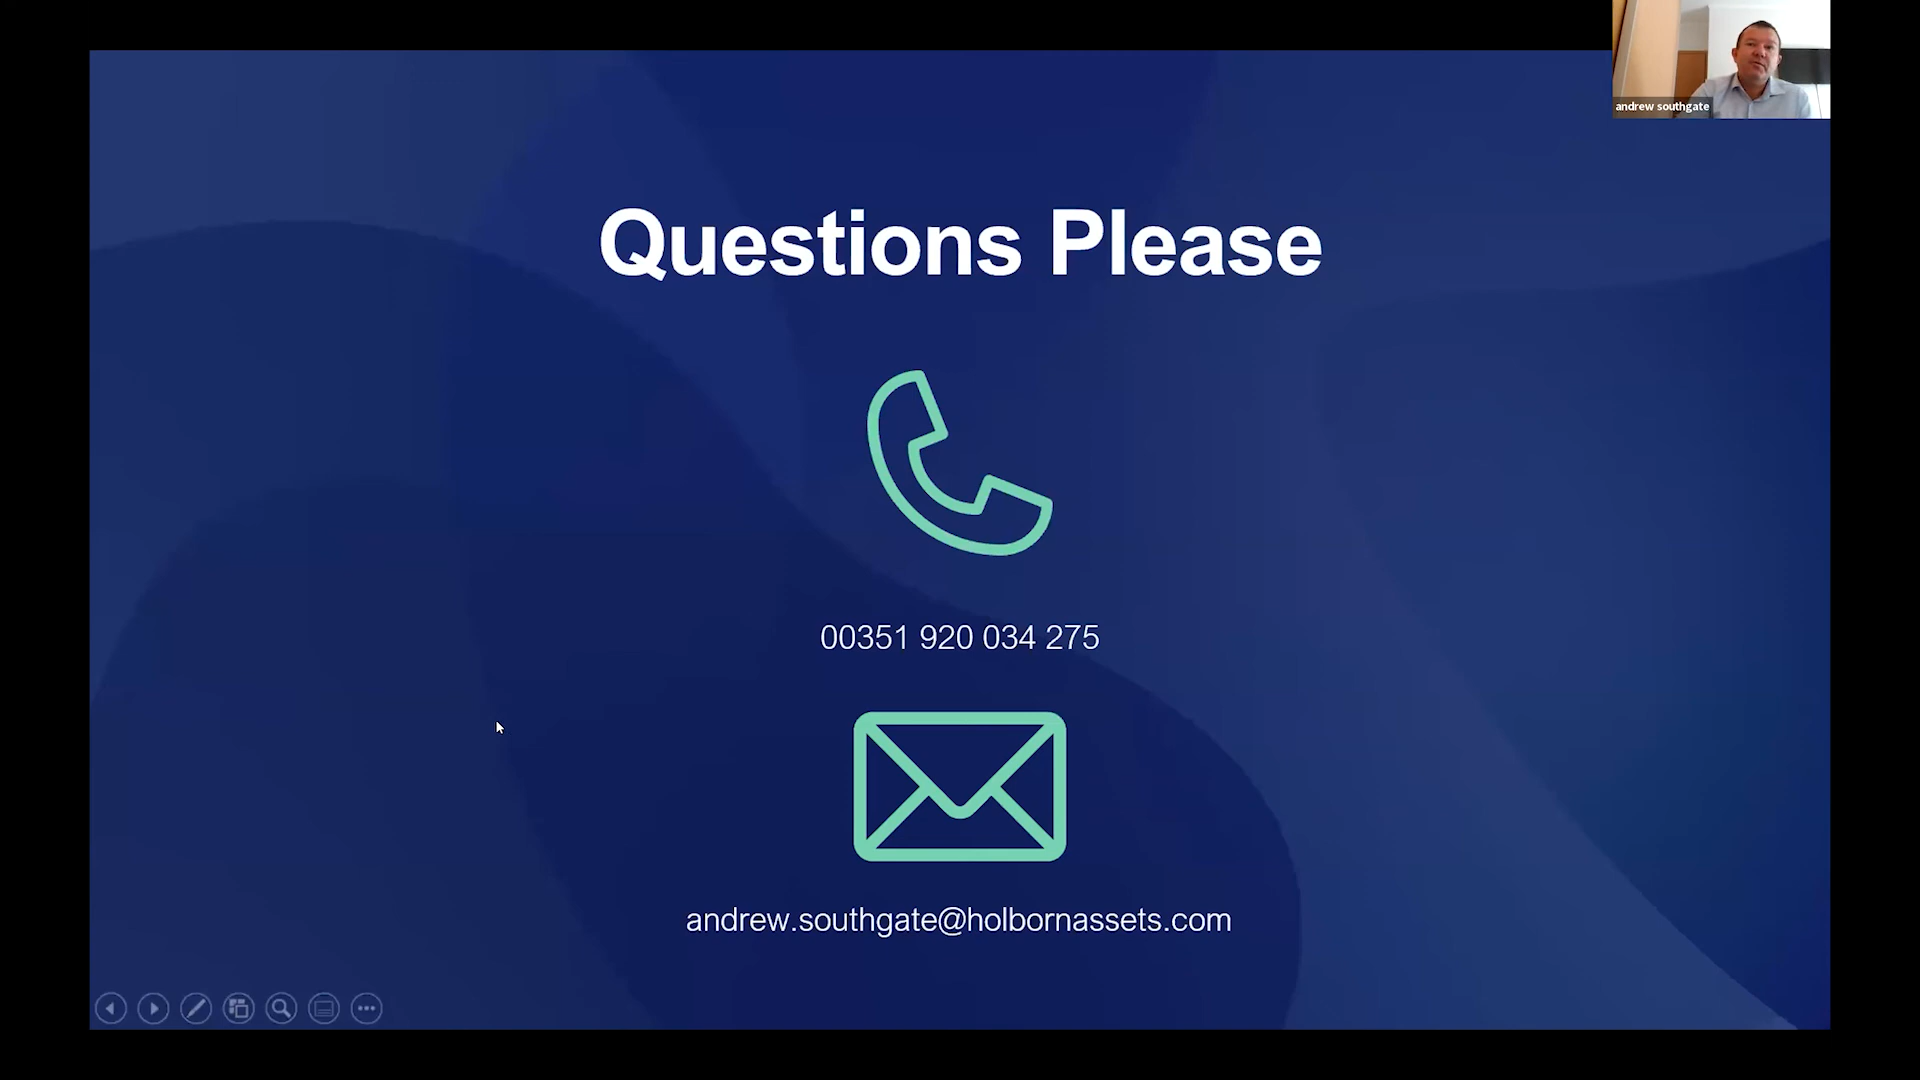 andrew southgate
Questions Please
00351 920 034 275
andrew.southgate@holbornassets.com